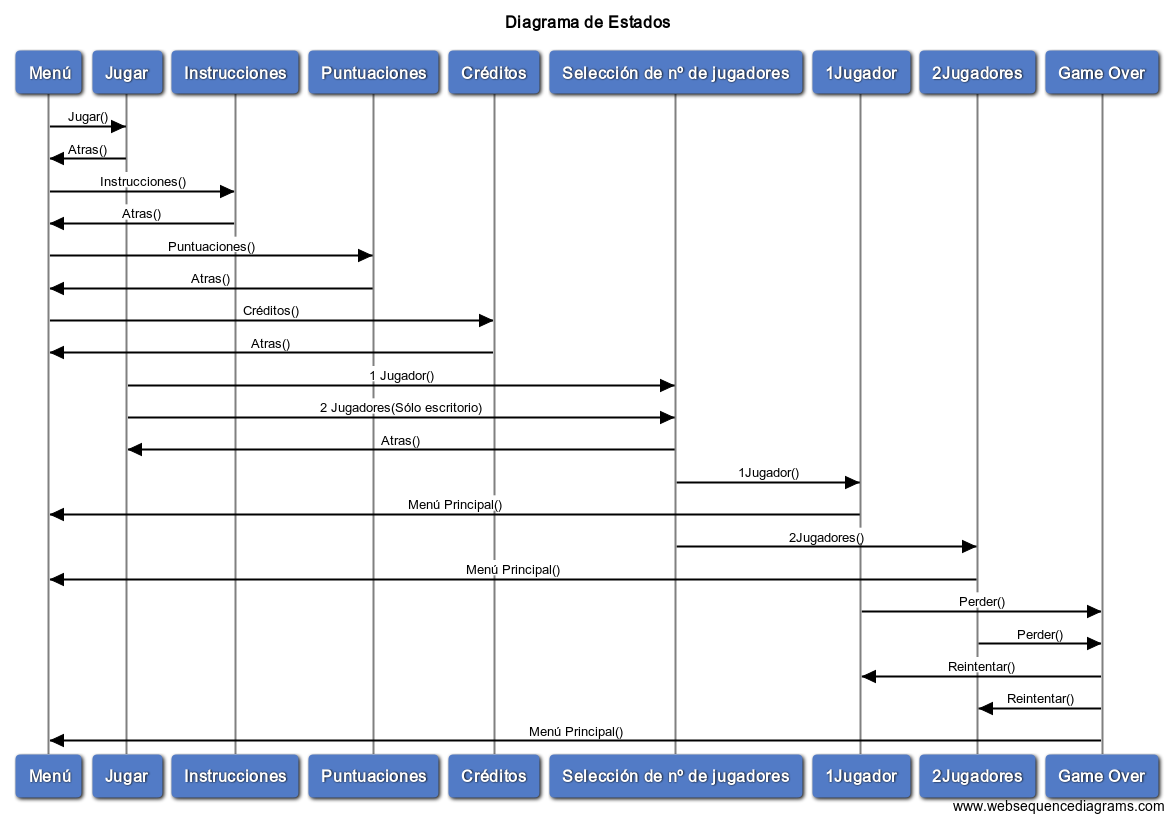 Diagrama de Estados
Menú Jugar Instrucciones Puntuaciones Créditos Selección de nº de jugadores 1Jugador 2Jugadores Game Over
Jugar()
Atras()
Instrucciones()
Atras()
Puntuaciones()
Atras()
Créditos()
Atras()
1 Jugador()
2 Jugadores(Sólo escritorio)
Atras()
1Jugador()
Menú Principal()
2Jugadores()
Menú Principal()
Perder()
Perder()
Reintentar()
Reintentar()
Menú Principal()
Menú Jugar Instrucciones Puntuaciones Créditos Selección de nº de jugadores 1Jugador 2Jugadores Game Over
www.websequencediagrams.com